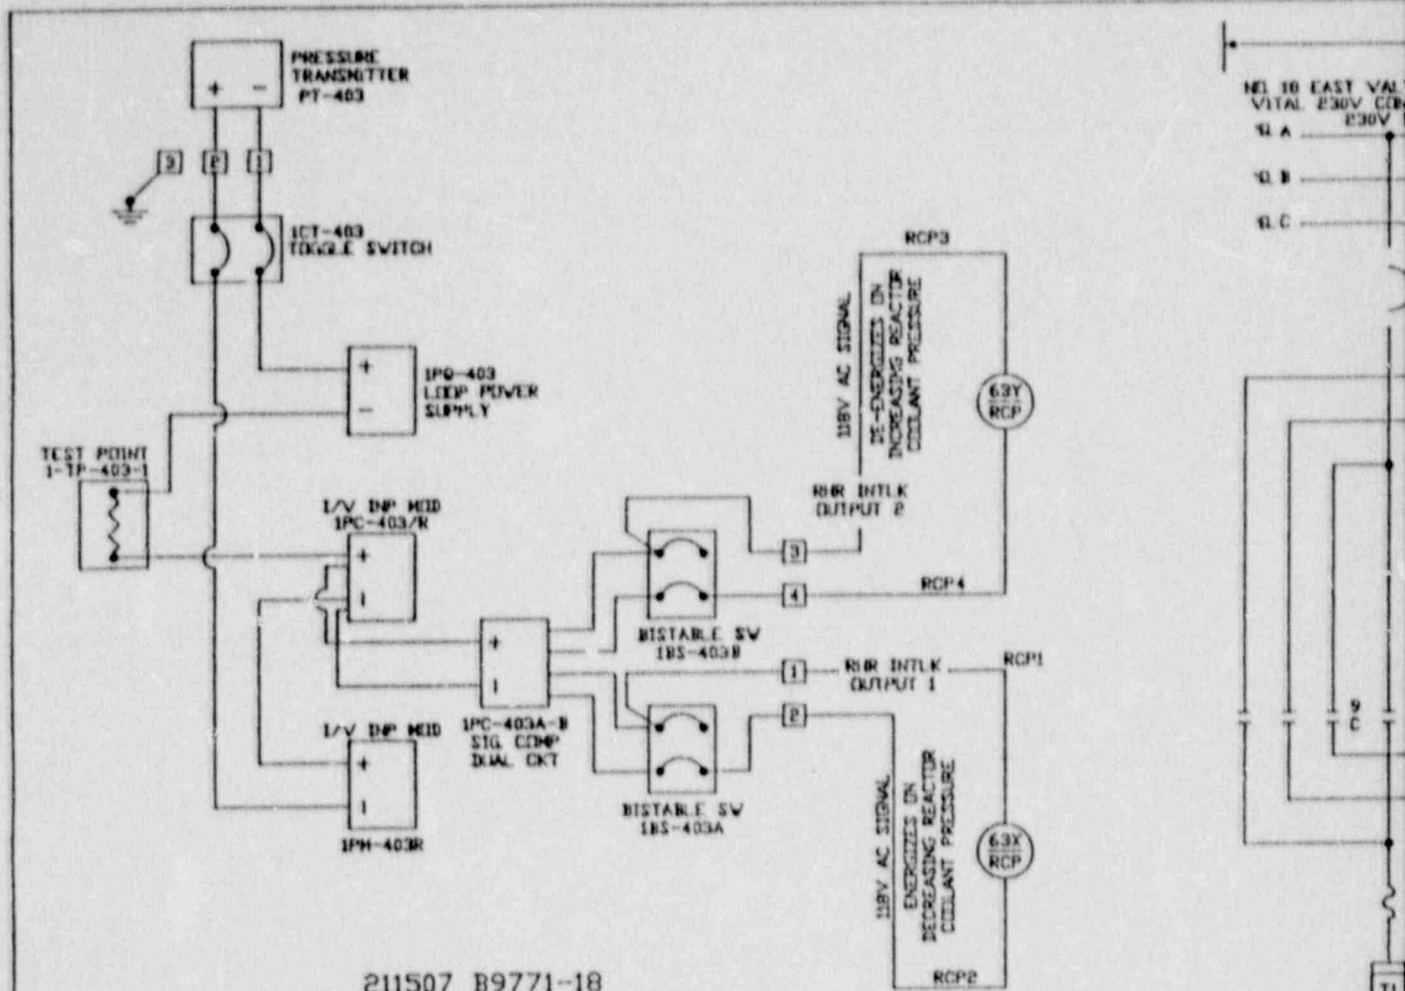 PRESSURE
TRANSMITTER
PT-403
+ -
3 2 1
1CT-403
TOGGLE SWITCH
+
-
1PQ-403
LOOP POWER
SUPPLY
TEST POINT
1-TP-403-1
I/V INP MOD
1PC-403/R
+
I/V INP MOD
+
1PM-403R
+
1PC-403A-B
SIG COMP
DUAL CKT
BISTABLE SW
1BS-403B
BISTABLE SW
1BS-403A
RHR INTLK
OUTPUT 2
3
4
RCP3
118V AC SIGNAL
DE-ENERGIZES ON
INCREASING REACTOR
COOLANT PRESSURE
63Y
RCP
RCP4
1
RHR INTLK
OUTPUT 1
RCP1
2
118V AC SIGNAL
ENERGIZES ON
DECREASING REACTOR
COOLANT PRESSURE
63X
RCP
RCP2
211507 B9771-18
EAST
VITAL 230V
230V
A
B
C
9
C
T1